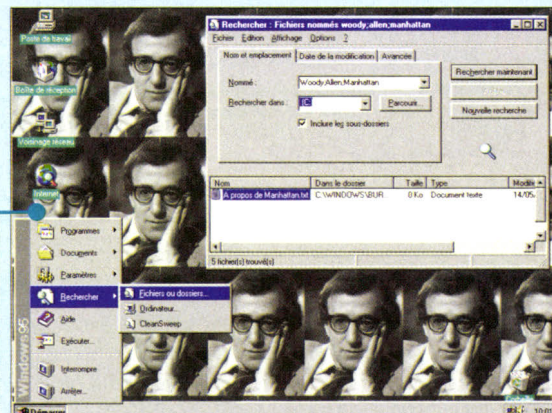 Poste de travail
Boîte de réception
Voisinage réseau
Internet
Recherche : Fichiers nommés woody;allen;manhattan
Fichier Edition Affichage Options ?
Nom et emplacement Date de la modification Avancée
Nommé : Woody;Allen;Manhattan
Rechercher dans : (C:)
Parcourir...
Inclure les sous-dossiers
Rechercher maintenant
Nouvelle recherche
Nom Dans le dossier Taille Type Modifié
A propos de Manhattan.txt C:\WINDOWS\BUR... 0 Ko Document texte 14/05/
5 fichier(s) trouvé(s)
Programmes
Documents
Paramètres
Rechercher
Aide
Exécuter...
Interrompre
Arrêter...
Windows 95
Fichiers ou dossiers...
Ordinateur...
CleanSweep
Démarrer
10:01